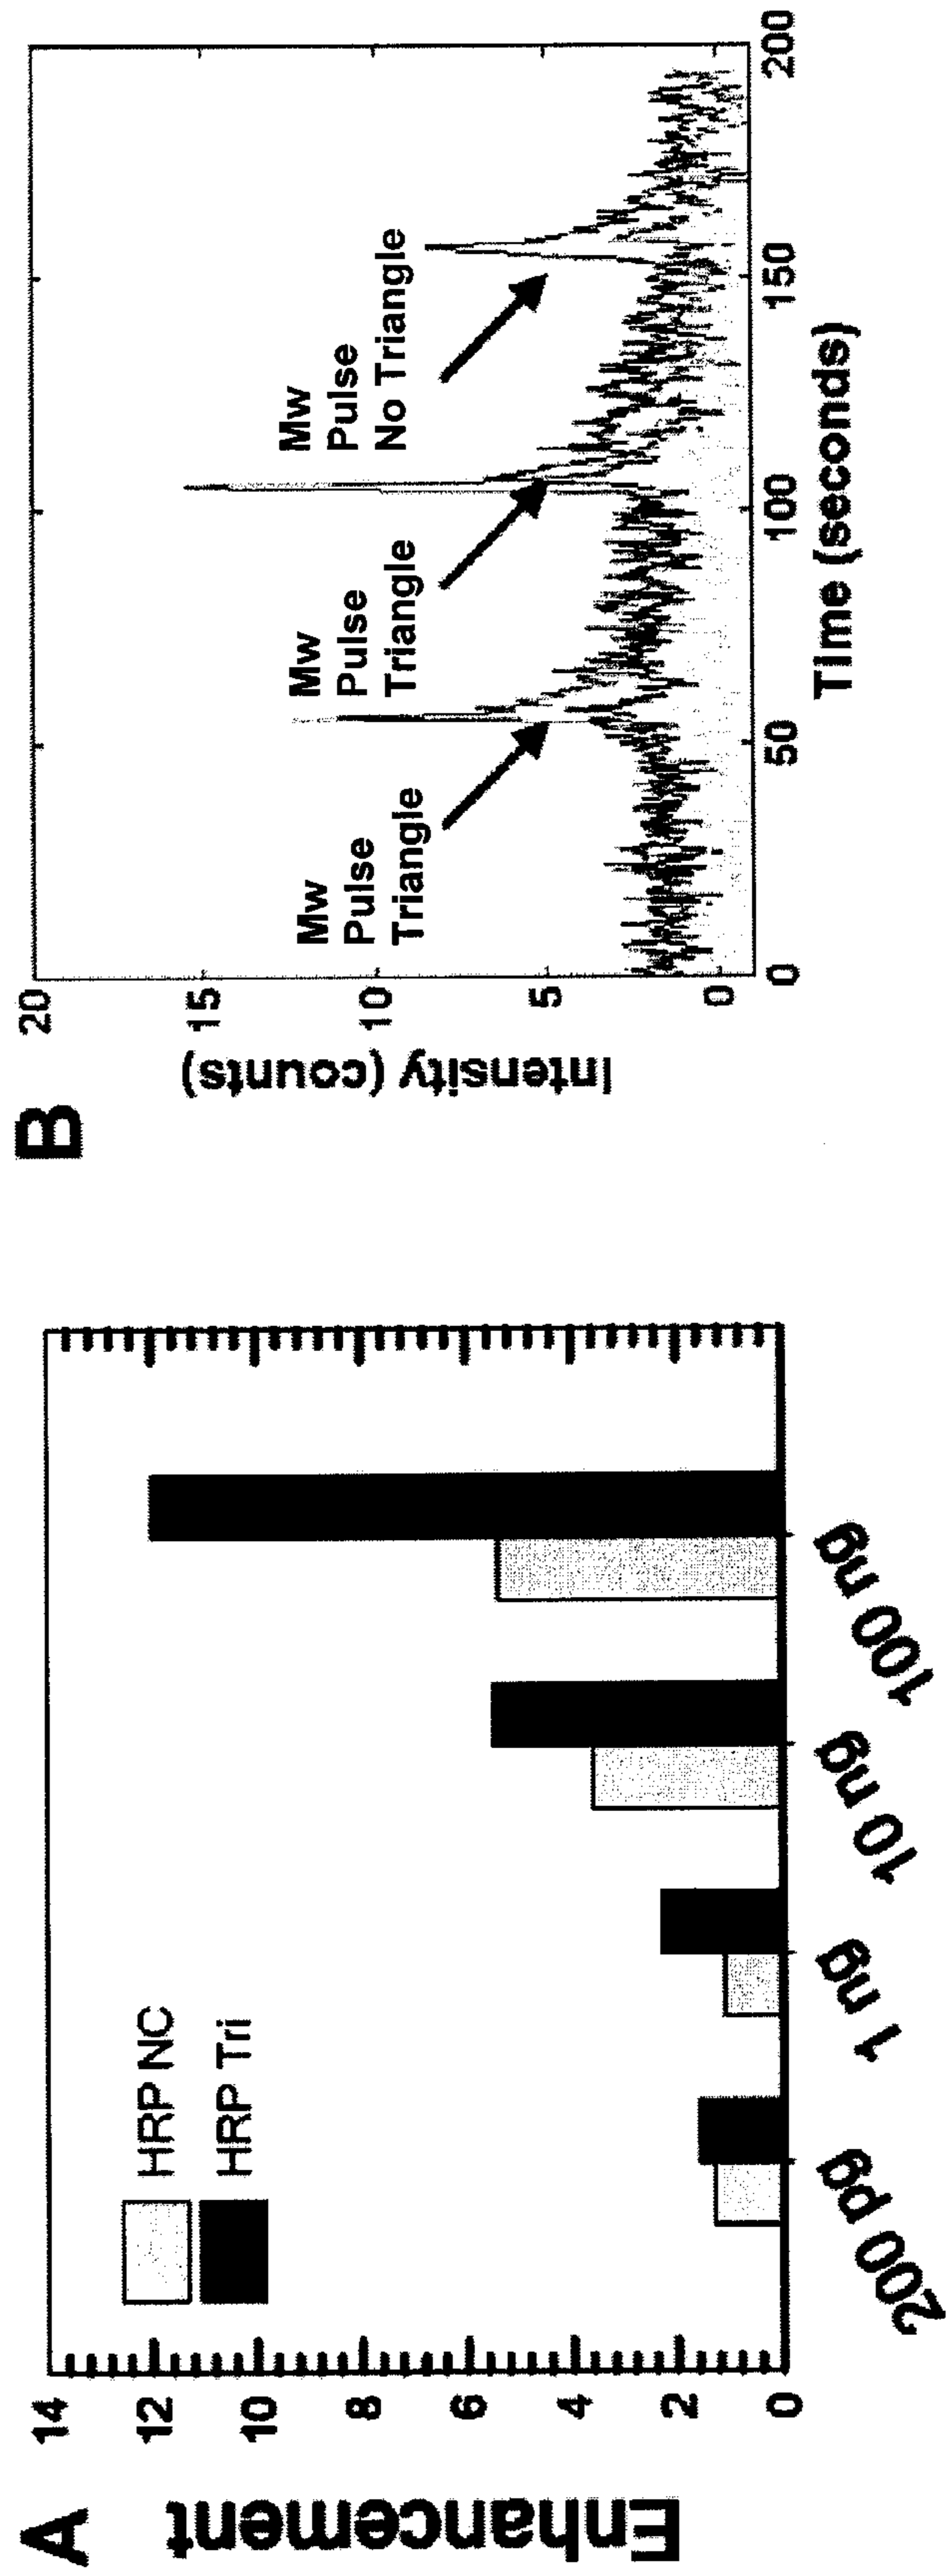 A
Enhancement
14
12
10
8
6
4
2
0
HRP NC
HRP Tri
200 pg
1 ng
10 ng
100 ng
B
Intensity (counts)
20
15
10
5
0
Mw
Pulse
Triangle
Mw
Pulse
Triangle
Mw
Pulse
No Triangle
0
50
100
150
200
Time (seconds)